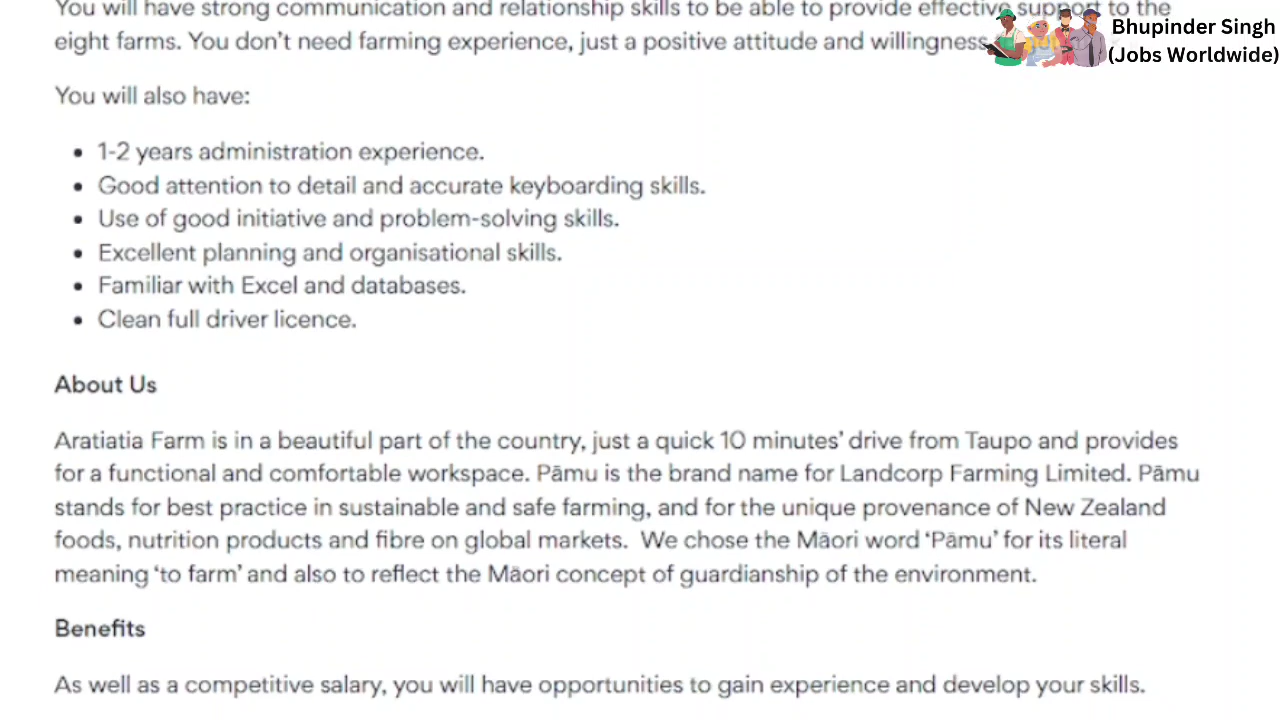 You will have strong communication and relationship skills to be able to provide effective support to the
eight farms. You don't need farming experience, just a positive attitude and willingness
Bhupinder Singh
(Jobs Worldwide)
You will also have:
• 1-2 years administration experience.
• Good attention to detail and accurate keyboarding skills.
• Use of good initiative and problem-solving skills.
• Excellent planning and organisational skills.
• Familiar with Excel and databases.
• Clean full driver licence.
About Us
Aratiatia Farm is in a beautiful part of the country, just a quick 10 minutes' drive from Taupo and provides
for a functional and comfortable workspace. Pāmu is the brand name for Landcorp Farming Limited. Pāmu
stands for best practice in sustainable and safe farming, and for the unique provenance of New Zealand
foods, nutrition products and fibre on global markets.  We chose the Māori word ‘Pāmu’ for its literal
meaning ‘to farm’ and also to reflect the Māori concept of guardianship of the environment.
Benefits
As well as a competitive salary, you will have opportunities to gain experience and develop your skills.